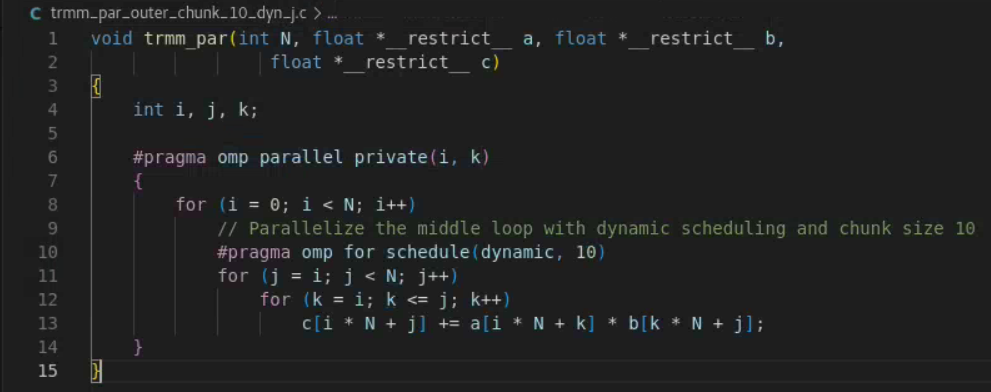 C trmm_par_outer_chunk_10_dyn_j.c > ...
1 void trmm_par(int N, float *__restrict__ a, float *__restrict__ b,
2 float *__restrict__ c)
3 {
4 int i, j, k;
5
6 #pragma omp parallel private(i, k)
7 {
8 for (i = 0; i < N; i++)
9 // Parallelize the middle loop with dynamic scheduling and chunk size 10
10 #pragma omp for schedule(dynamic, 10)
11 for (j = i; j < N; j++)
12 for (k = i; k <= j; k++)
13 c[i * N + j] += a[i * N + k] * b[k * N + j];
14 }
15 }